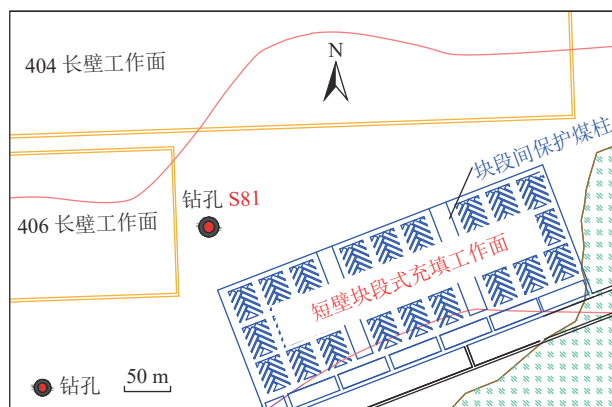 404 长壁工作面
N
块段间保护煤柱
钻孔 S81
406 长壁工作面
短壁块段式充填工作面
钻孔
50 m